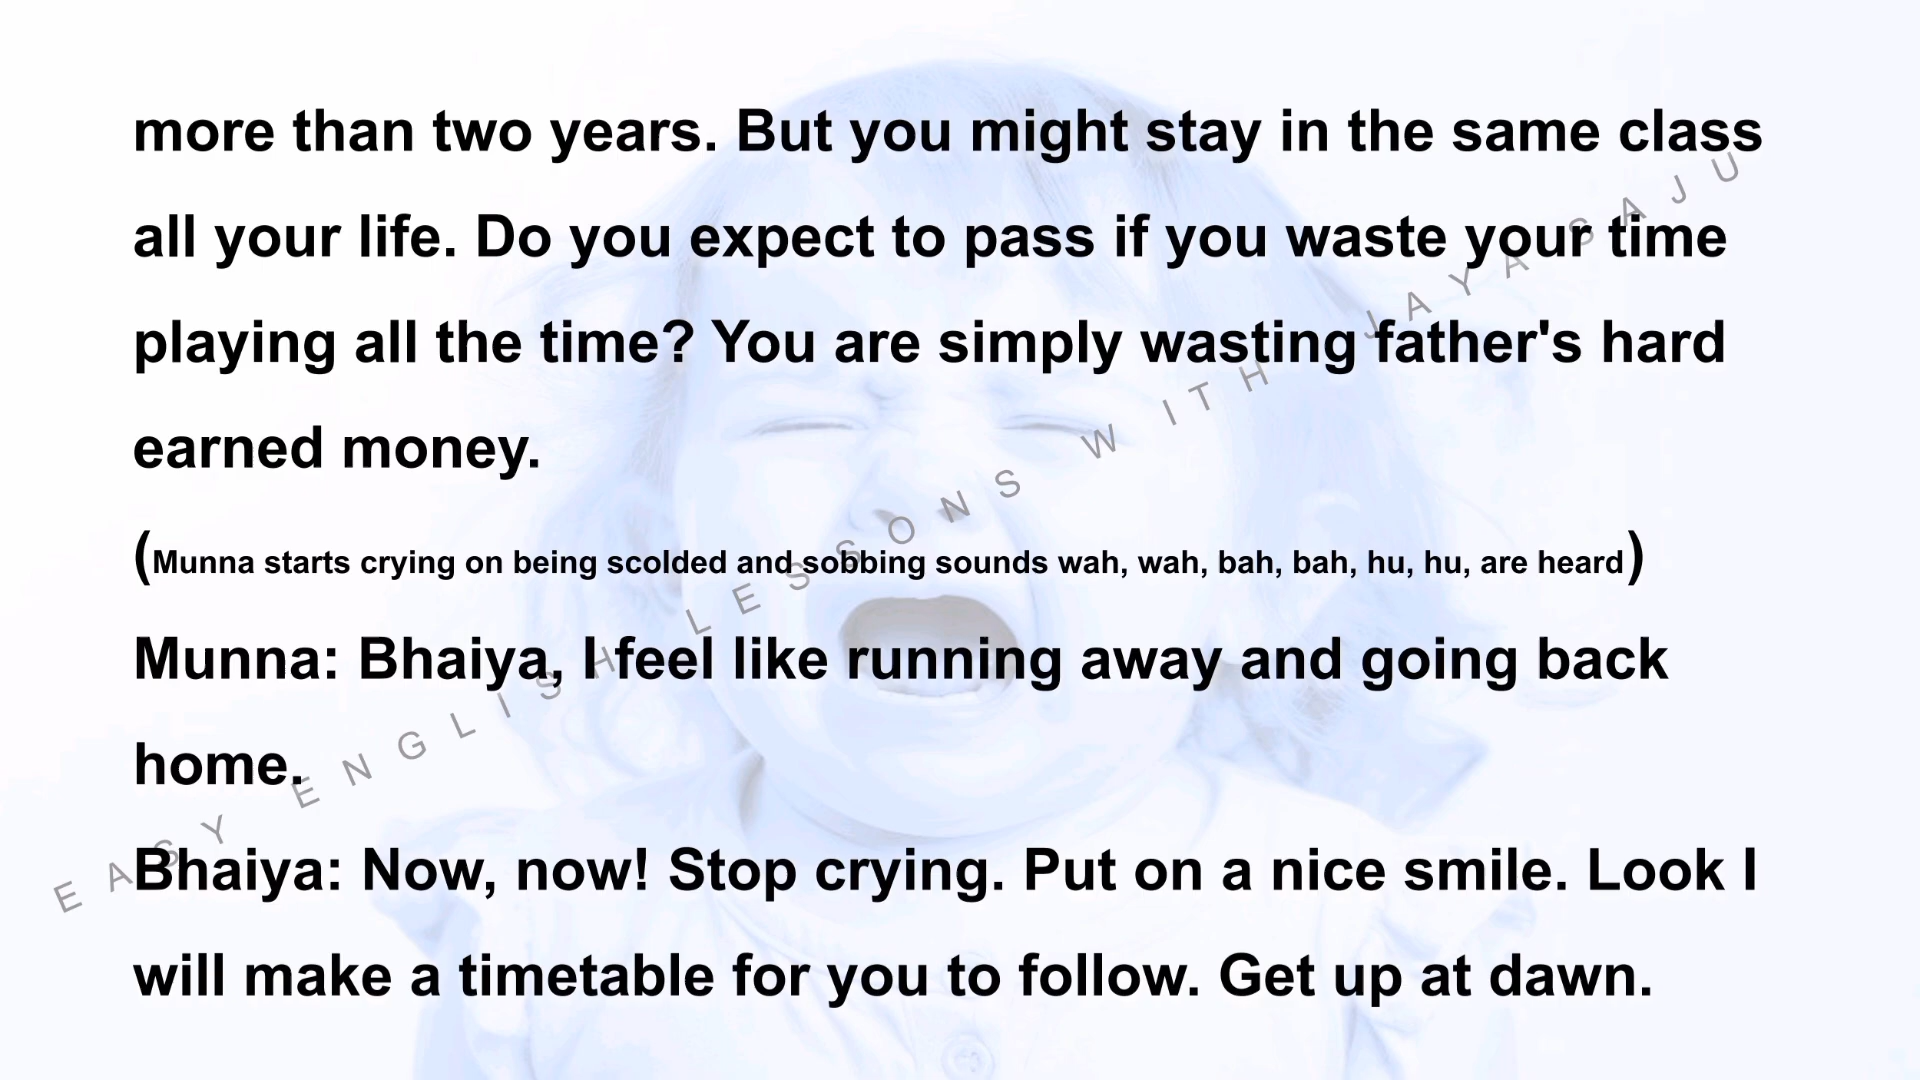 more than two years. But you might stay in the same class
all your life. Do you expect to pass if you waste your time
playing all the time? You are simply wasting father's hard
earned money.
(Munna starts crying on being scolded and sobbing sounds wah, wah, bah, bah, hu, hu, are heard)
Munna: Bhaiya, I feel like running away and going back
home.
Bhaiya: Now, now! Stop crying. Put on a nice smile. Look I
will make a timetable for you to follow. Get up at dawn.
EASY ENGLISH LESSONS WITH JAYA SAJU